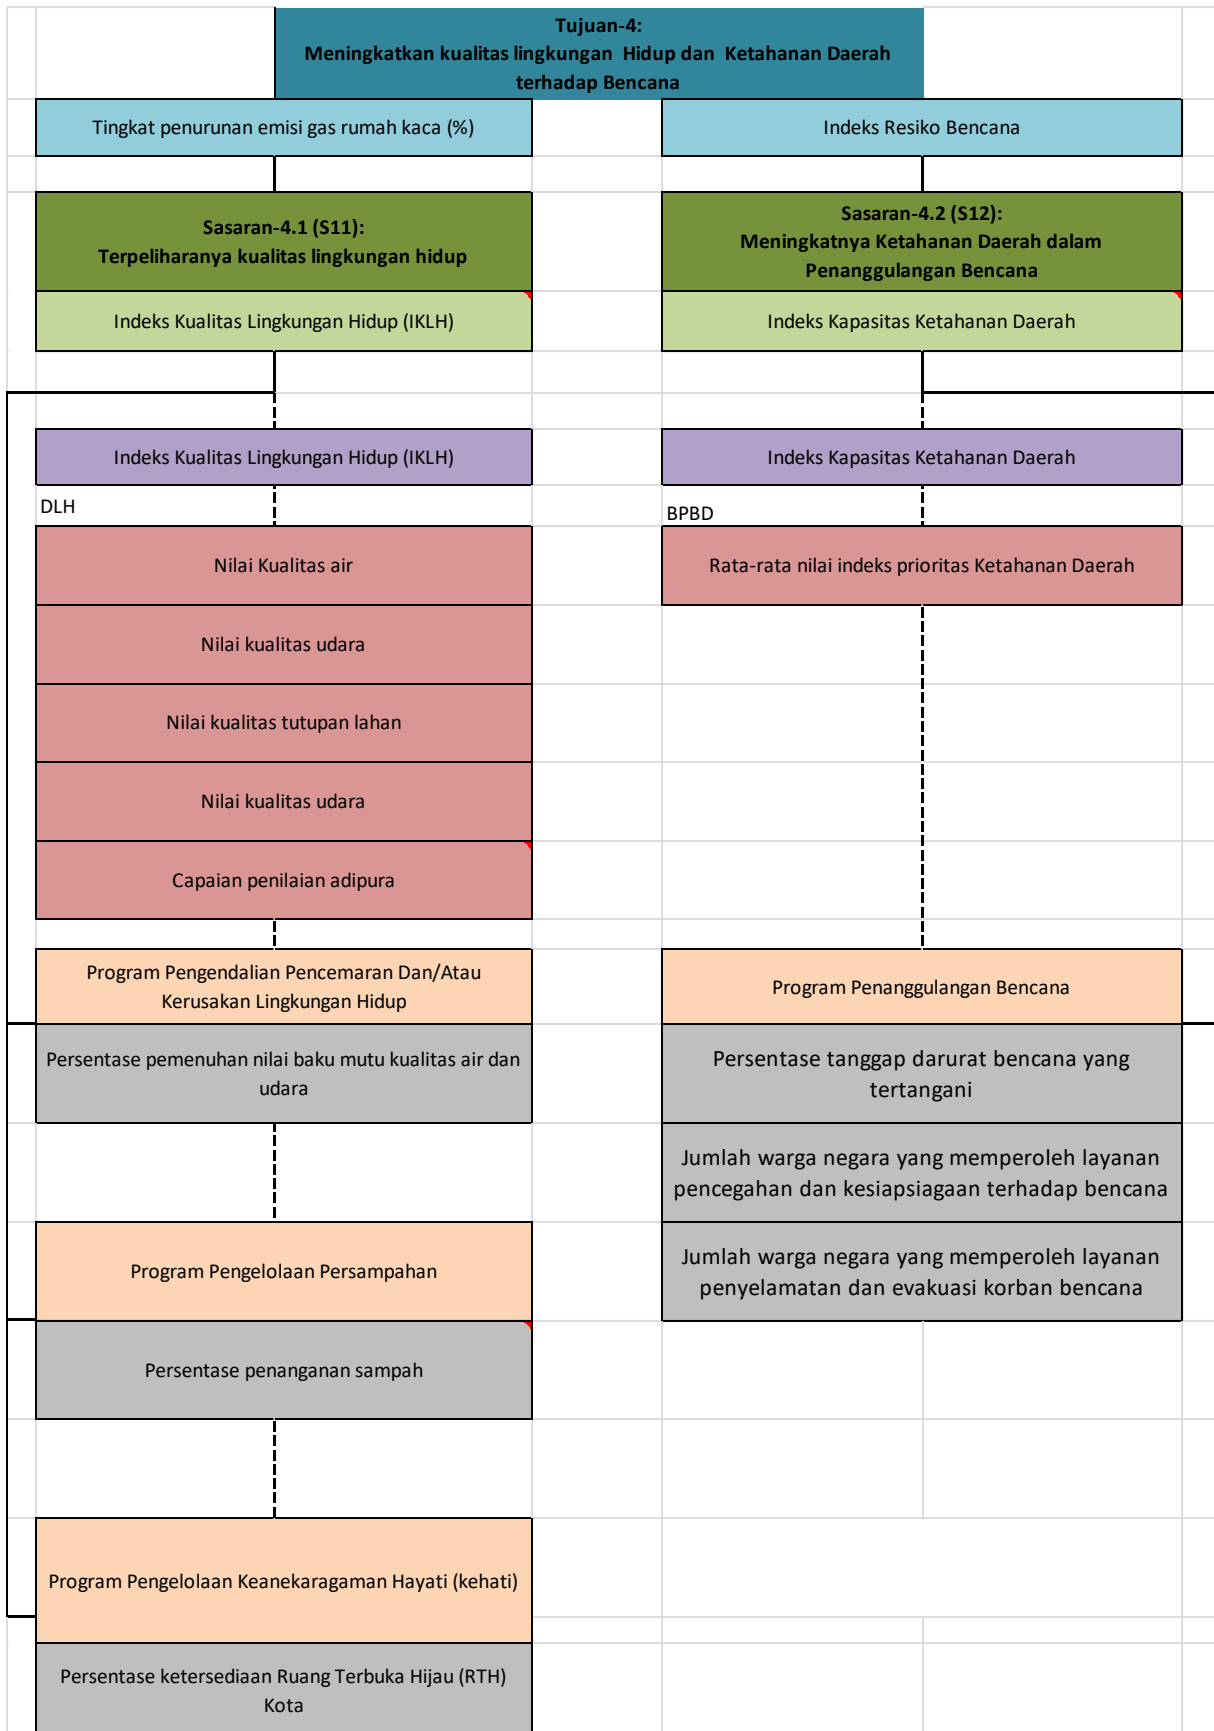 Tujuan-4:
Meningkatkan kualitas lingkungan Hidup dan Ketahanan Daerah
terhadap Bencana
Tingkat penurunan emisi gas rumah kaca (%)
Indeks Resiko Bencana
Sasaran-4.1 (S11):
Terpeliharanya kualitas lingkungan hidup
Sasaran-4.2 (S12):
Meningkatnya Ketahanan Daerah dalam
Penanggulangan Bencana
Indeks Kualitas Lingkungan Hidup (IKLH)
Indeks Kapasitas Ketahanan Daerah
Indeks Kualitas Lingkungan Hidup (IKLH)
Indeks Kapasitas Ketahanan Daerah
DLH
BPBD
Nilai Kualitas air
Rata-rata nilai indeks prioritas Ketahanan Daerah
Nilai kualitas udara
Nilai kualitas tutupan lahan
Nilai kualitas udara
Capaian penilaian adipura
Program Pengendalian Pencemaran Dan/Atau
Kerusakan Lingkungan Hidup
Program Penanggulangan Bencana
Persentase pemenuhan nilai baku mutu kualitas air dan
udara
Persentase tanggap darurat bencana yang
tertangani
Jumlah warga negara yang memperoleh layanan
pencegahan dan kesiapsiagaan terhadap bencana
Program Pengelolaan Persampahan
Jumlah warga negara yang memperoleh layanan
penyelamatan dan evakuasi korban bencana
Persentase penanganan sampah
Program Pengelolaan Keanekaragaman Hayati (kehati)
Persentase ketersediaan Ruang Terbuka Hijau (RTH)
Kota